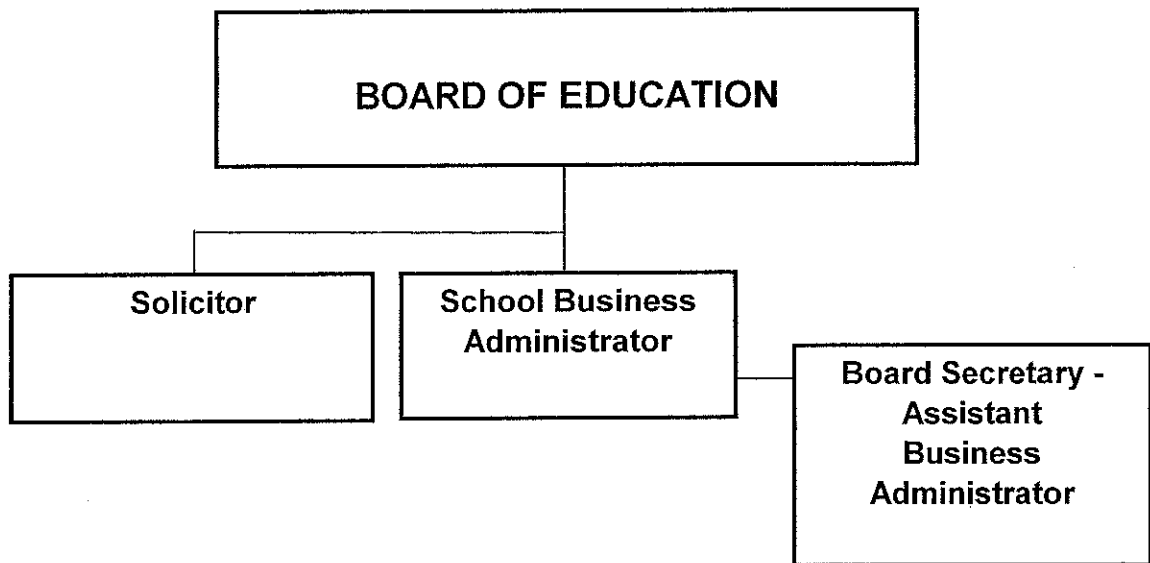 BOARD OF EDUCATION
Solicitor
School Business
Administrator
Board Secretary -
Assistant
Business
Administrator